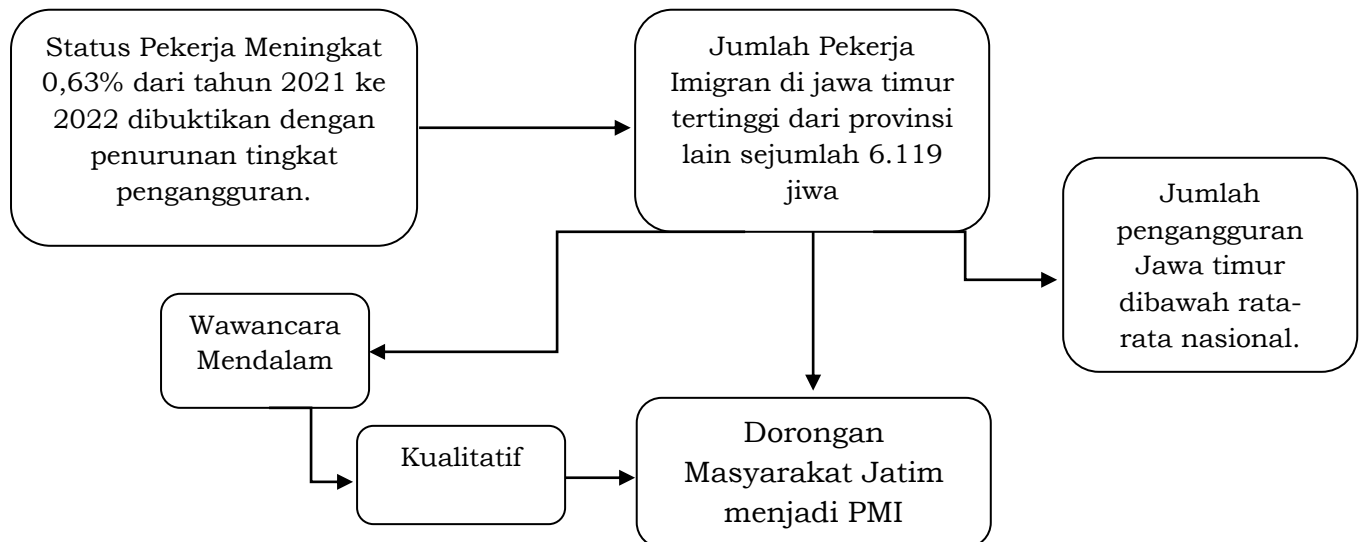 Status Pekerja Meningkat
0,63% dari tahun 2021 ke
2022 dibuktikan dengan
penurunan tingkat
pengangguran.
Jumlah Pekerja
Imigran di jawa timur
tertinggi dari provinsi
lain sejumlah 6.119
jiwa
Jumlah
pengangguran
Jawa timur
dibawah rata-
rata nasional.
Wawancara
Mendalam
Kualitatif
Dorongan
Masyarakat Jatim
menjadi PMI